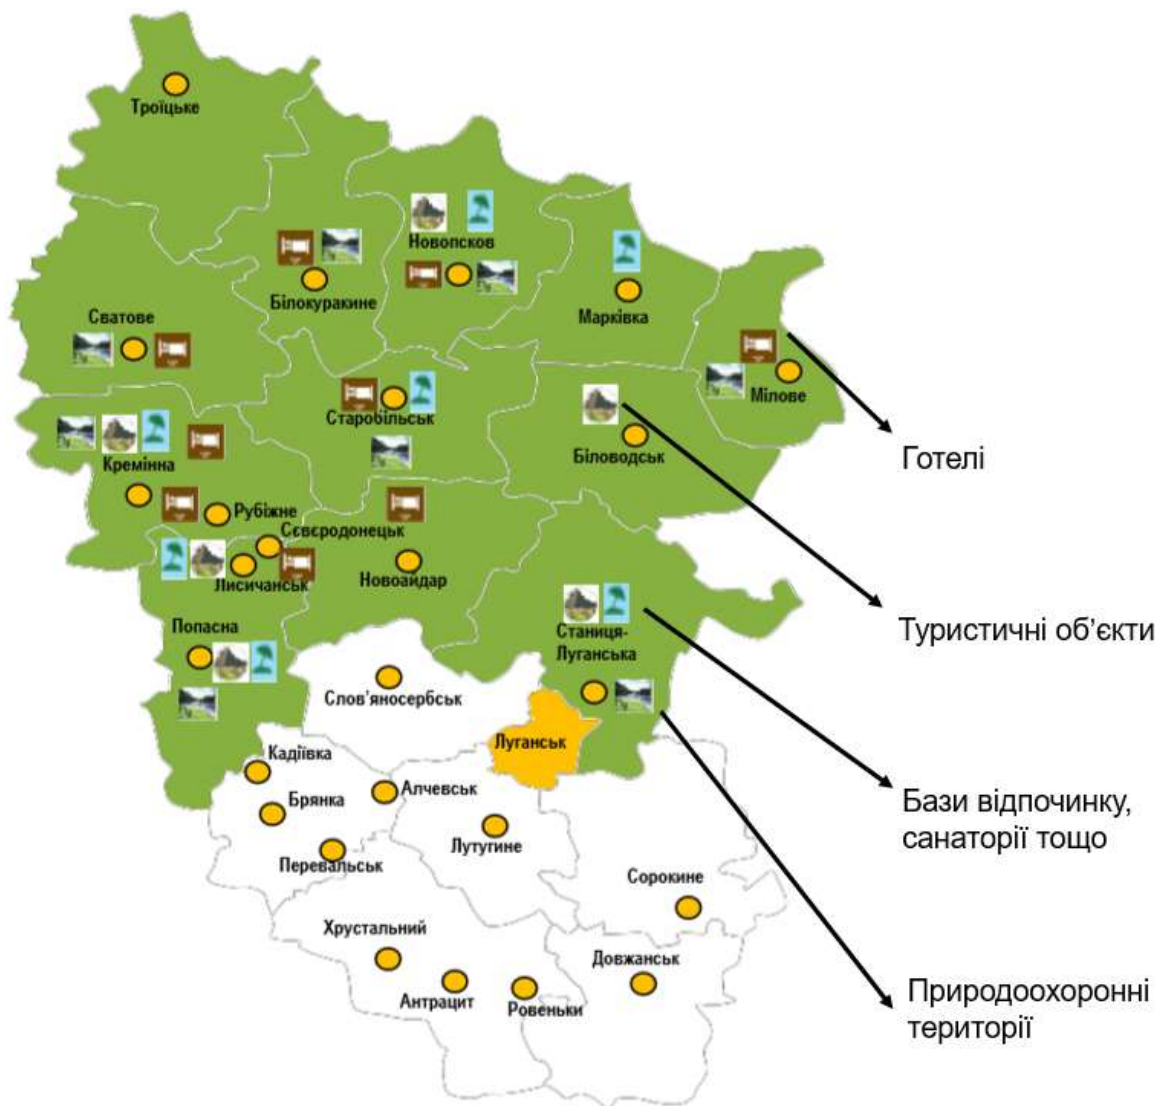 Троїцьке
Новопсков
Білокуракине
Марківка
Сватове
Мілове
Старобільськ
Біловодськ
Готелі
Кремінна
Рубіжне
Сєвєродонецьк
Лисичанськ
Новоайдар
Попасна
Станиця-
Луганська
Туристичні об’єкти
Слов’яносербськ
Луганськ
Кадіївка
Алчевськ
Брянка
Бази відпочинку,
санаторії тощо
Лутугине
Перевальськ
Сорокине
Хрустальний
Довжанськ
Антрацит
Ровеньки
Природоохоронні
території